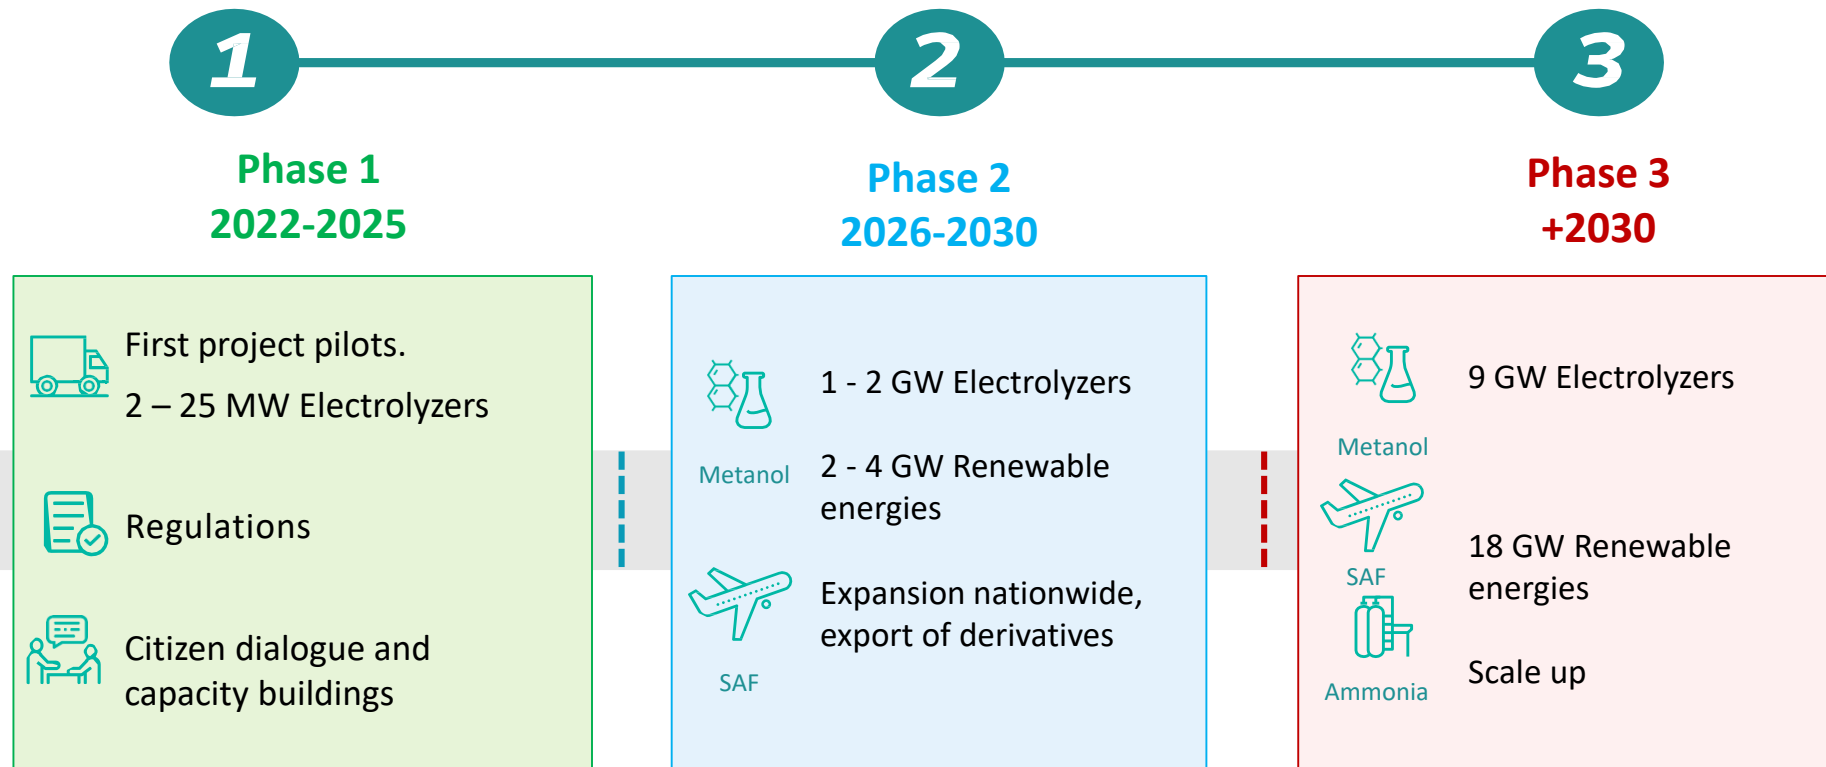 1
2
3
Phase 1
2022-2025
Phase 2
2026-2030
Phase 3
+2030
First project pilots.
2 – 25 MW Electrolyzers
Regulations
Citizen dialogue and
capacity buildings
1 - 2 GW Electrolyzers
Metanol
2 - 4 GW Renewable
energies
Expansion nationwide,
export of derivatives
SAF
9 GW Electrolyzers
Metanol
18 GW Renewable
energies
SAF
Scale up
Ammonia